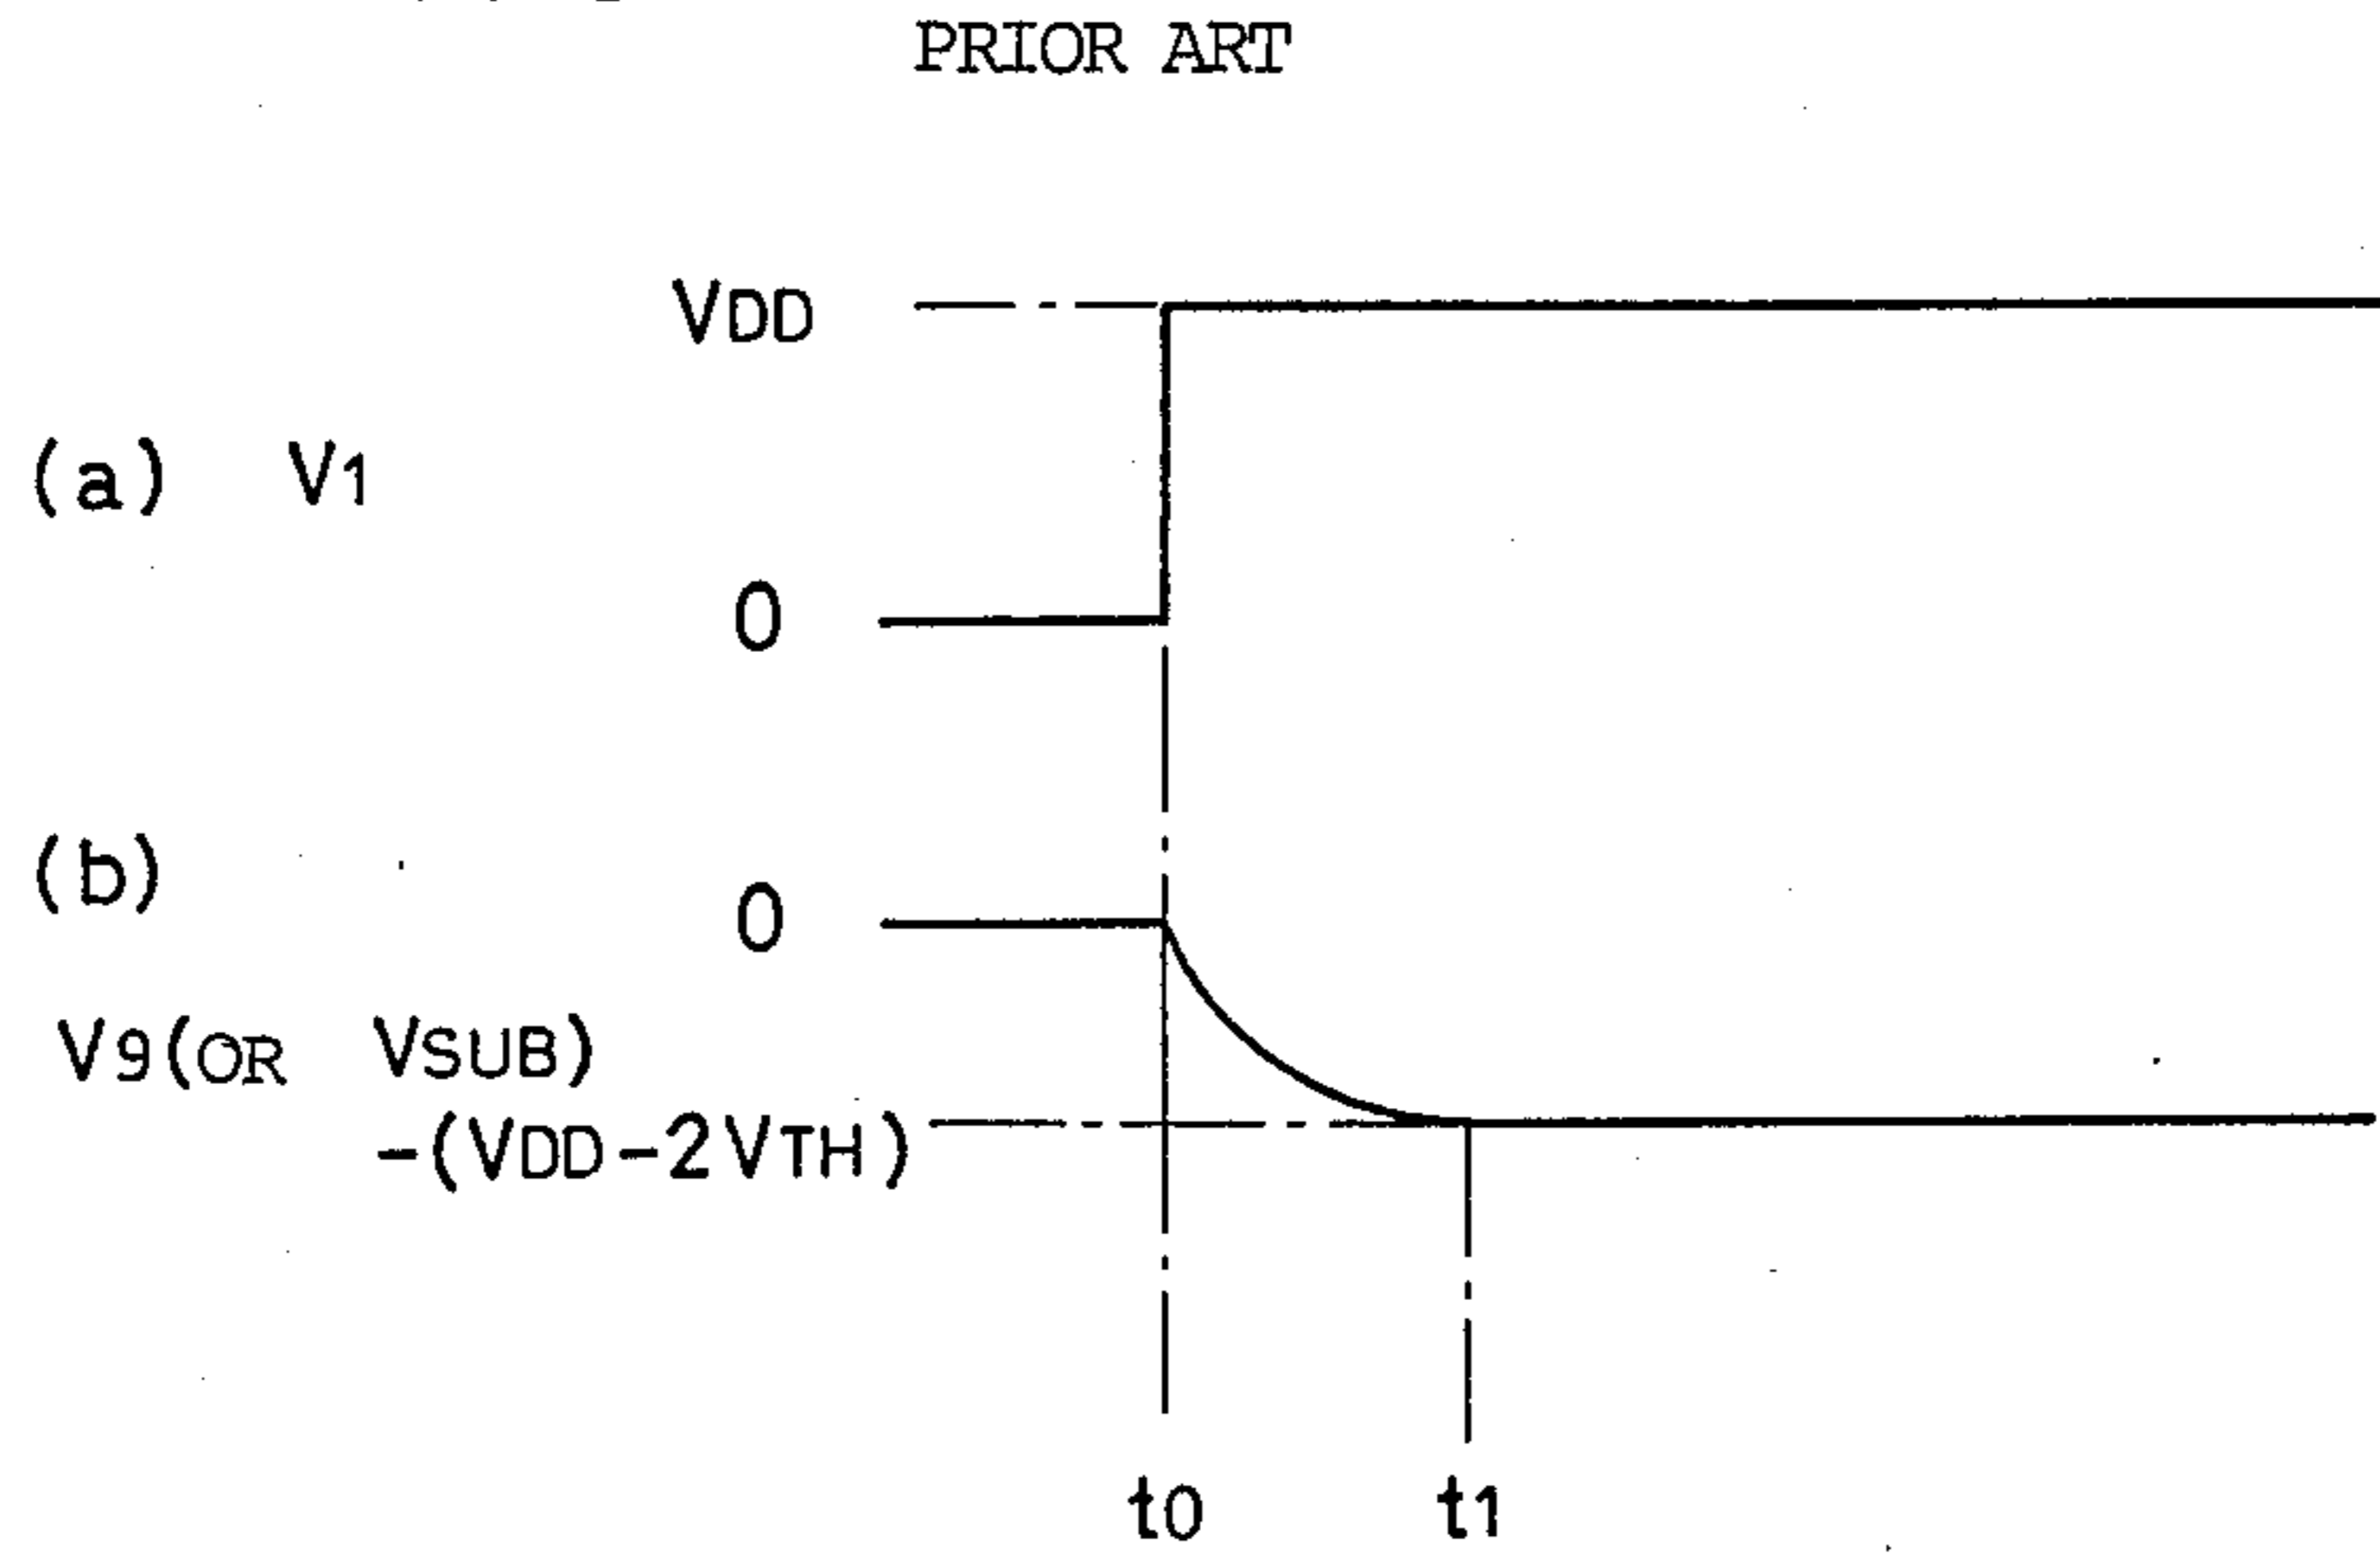 PRIOR ART
VDD
(a) V1
0
(b)
0
V9(OR VSUB)
-(VDD-2VTH)
t0 t1